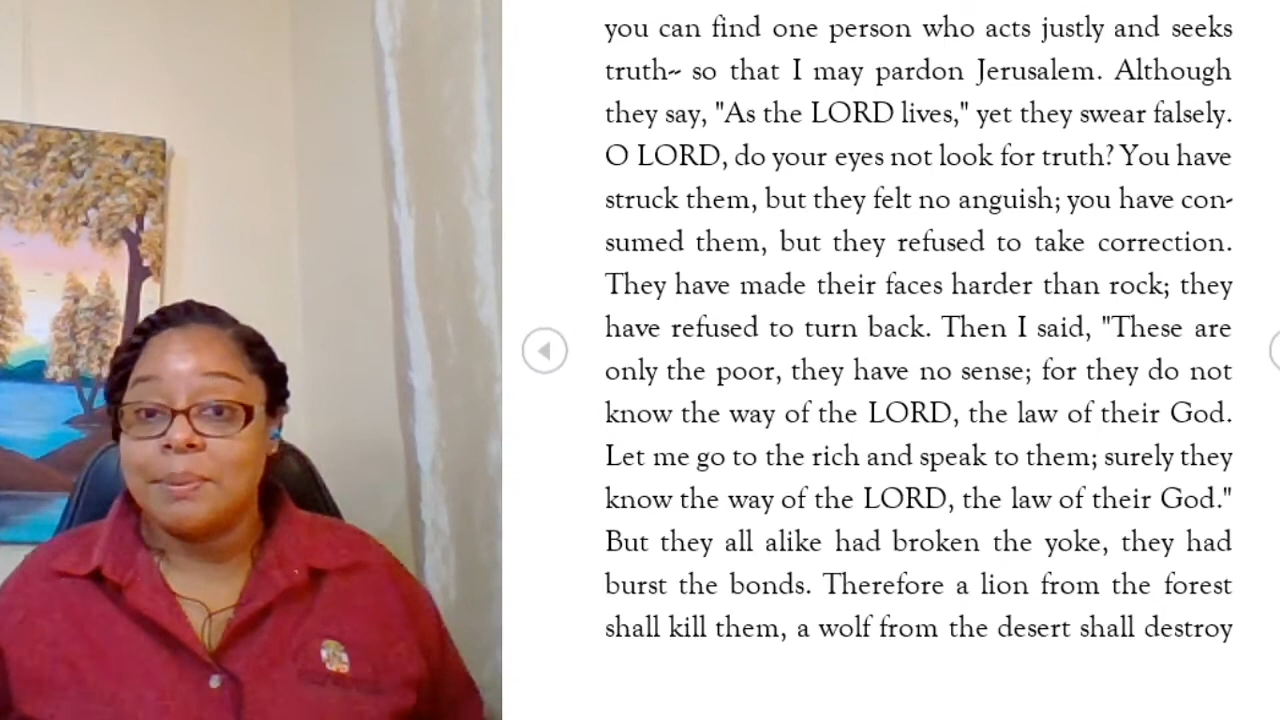 you can find one person who acts justly and seeks
truth-- so that I may pardon Jerusalem. Although
they say, "As the LORD lives," yet they swear falsely.
O LORD, do your eyes not look for truth? You have
struck them, but they felt no anguish; you have con-
sumed them, but they refused to take correction.
They have made their faces harder than rock; they
have refused to turn back. Then I said, "These are
only the poor, they have no sense; for they do not
know the way of the LORD, the law of their God.
Let me go to the rich and speak to them; surely they
know the way of the LORD, the law of their God."
But they all alike had broken the yoke, they had
burst the bonds. Therefore a lion from the forest
shall kill them, a wolf from the desert shall destroy